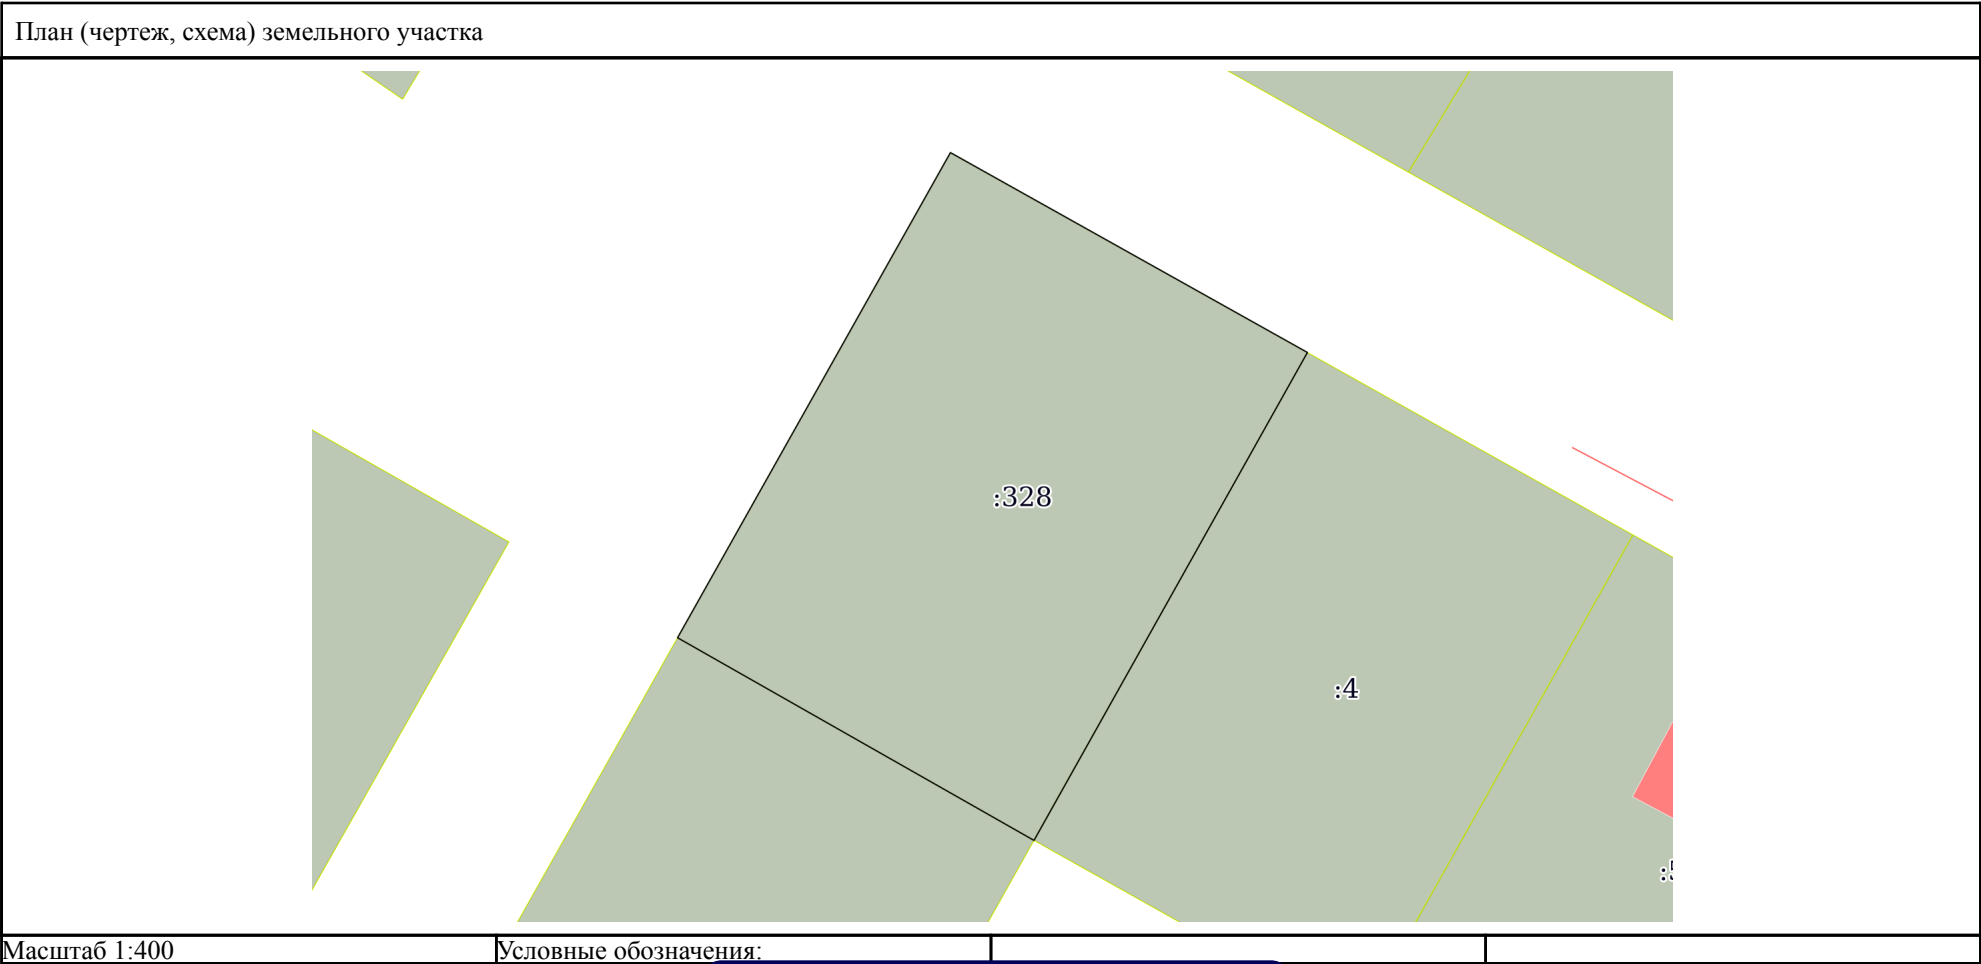 План (чертеж, схема) земельного участка
:328
:4
Масштаб 1:400
Условные обозначения: